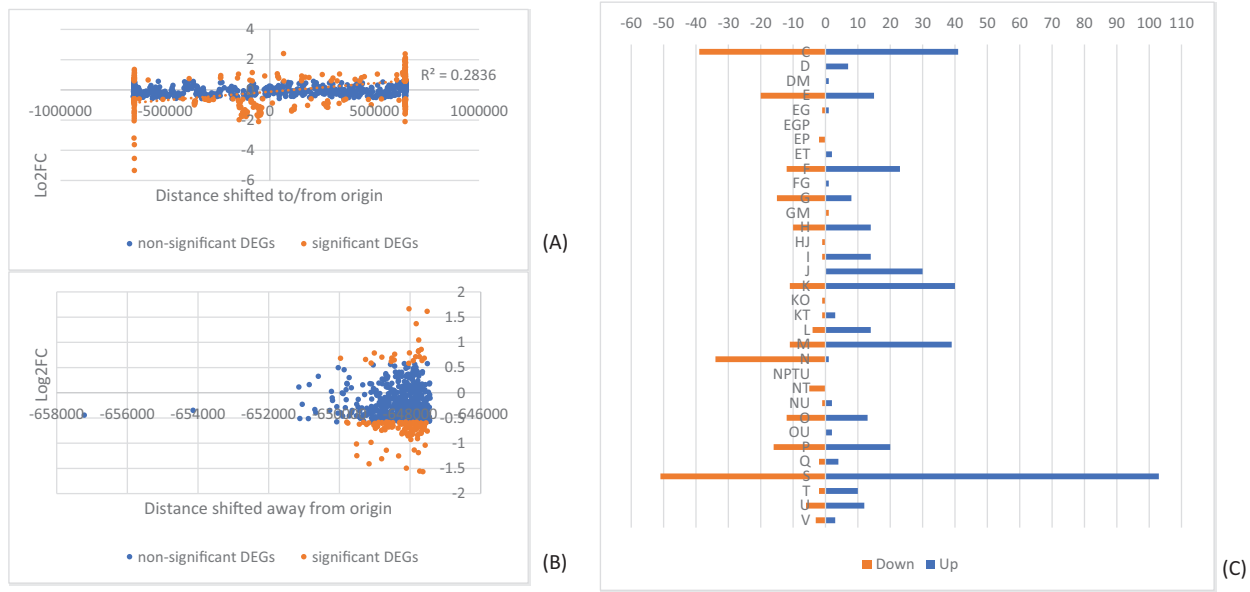 4
2
0
-2
-4
-6
-1000000 -500000 0 500000 1000000
R² = 0.2836
Lo2FC
Distance shifted to/from origin
non-significant DEGs significant DEGs
(A)
2
1.5
1
0.5
0
-0.5
-1
-1.5
-2
-658000 -656000 -654000 -652000 -650000 -648000 -646000
Log2FC
Distance shifted away from origin
non-significant DEGs significant DEGs
(B)
-60 -50 -40 -30 -20 -10 0 10 20 30 40 50 60 70 80 90 100 110
C
D
DM
E
EG
EGP
EP
ET
F
FG
G
GM
H
HJ
I
J
K
KO
KT
L
M
N
NPTU
NT
NU
O
OU
P
Q
S
T
U
V
Down Up
(C)